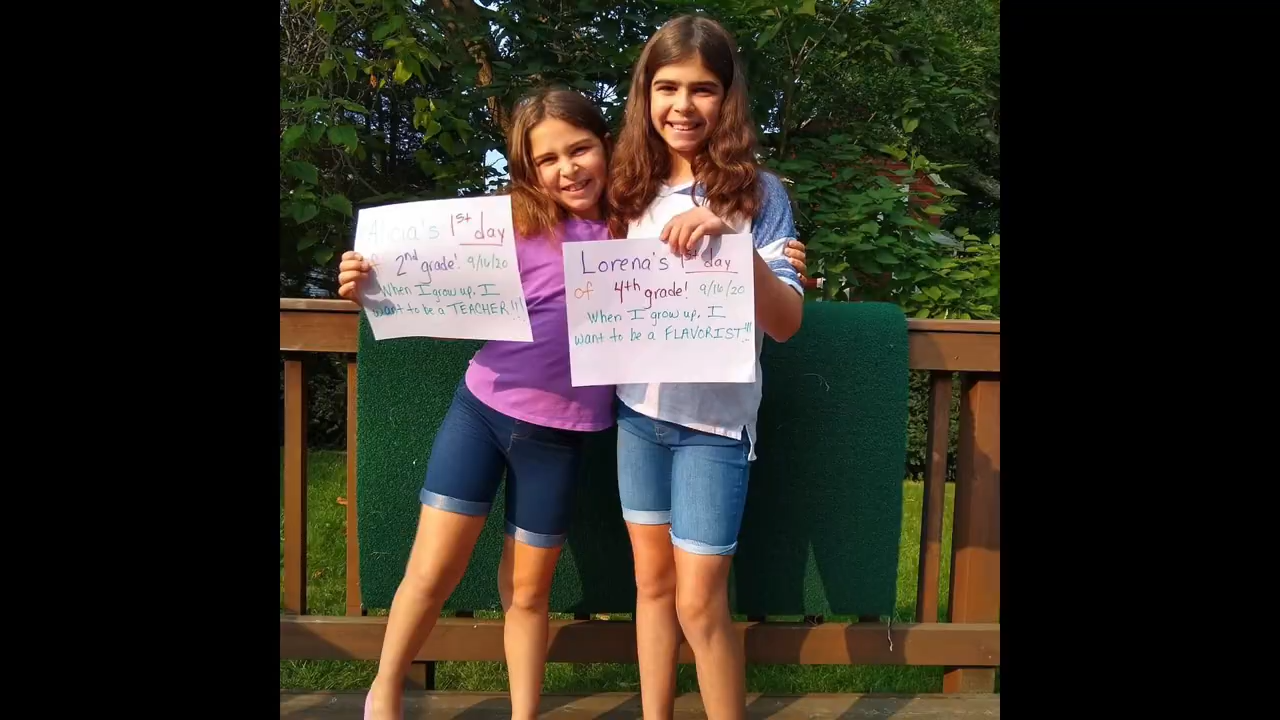 Alicia's 1st day
of 2nd grade! 9/16/20
When I grow up, I
want to be a TEACHER!!!
Lorena's 1st day
of 4th grade! 9/16/20
When I grow up, I
want to be a FLAVORIST!!!